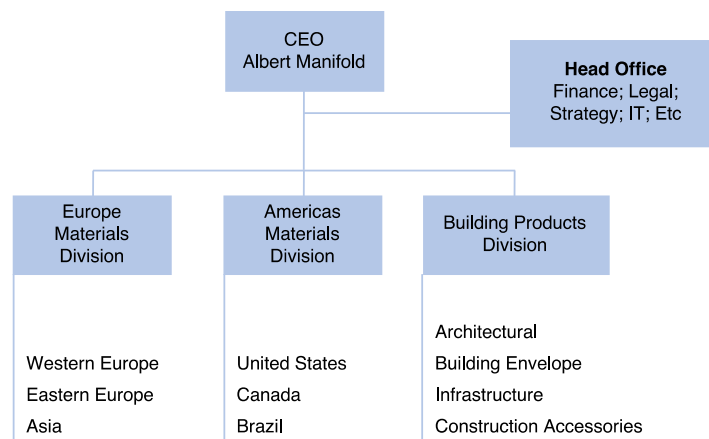 CEO
Albert Manifold
Head Office
Finance; Legal;
Strategy; IT; Etc
Europe
Materials
Division
Americas
Materials
Division
Building Products
Division
Western Europe
Eastern Europe
Asia
United States
Canada
Brazil
Architectural
Building Envelope
Infrastructure
Construction Accessories